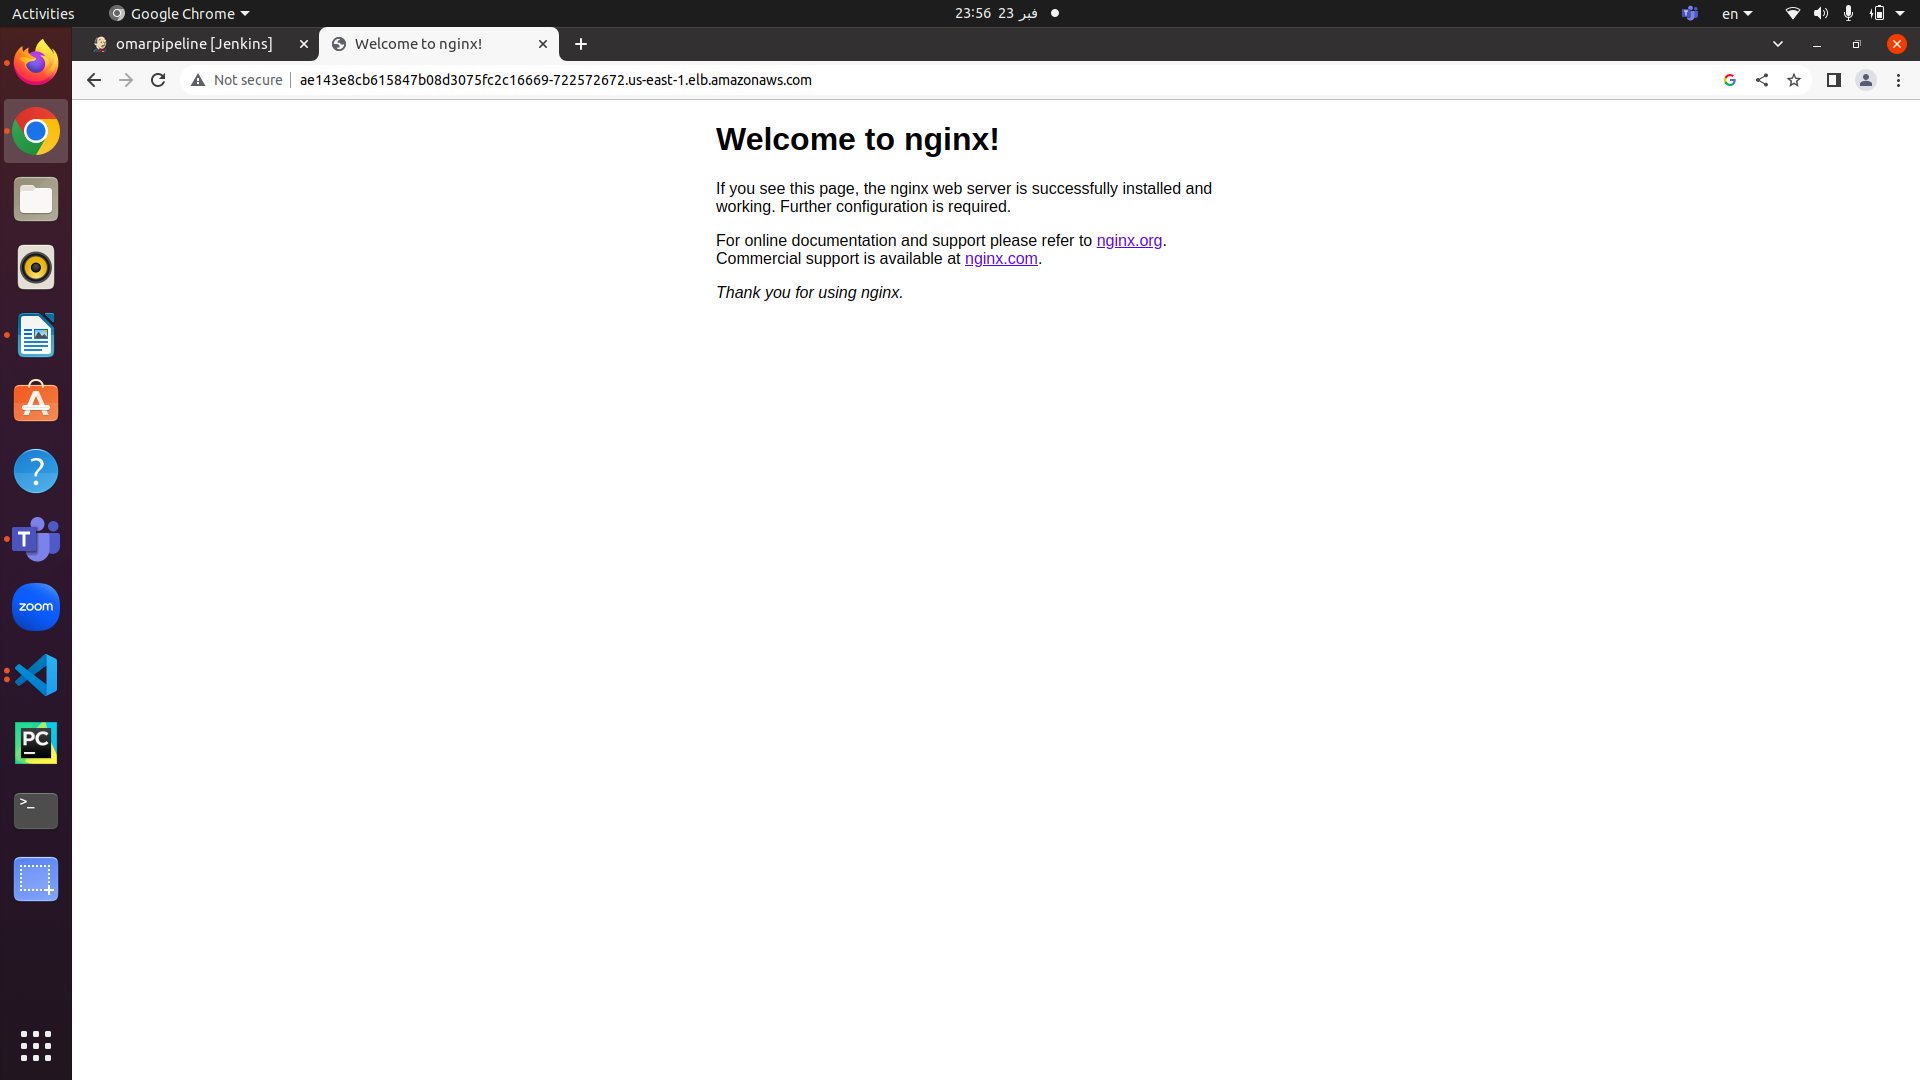 Activities
Google Chrome
23:56 23 فبر
en
omarpipeline [Jenkins]
Welcome to nginx!
Not secure
ae143e8cb615847b08d3075fc2c16669-722572672.us-east-1.elb.amazonaws.com
Welcome to nginx!
If you see this page, the nginx web server is successfully installed and
working. Further configuration is required.
For online documentation and support please refer to nginx.org.
Commercial support is available at nginx.com.
Thank you for using nginx.
?
T
zoom
PC
>_